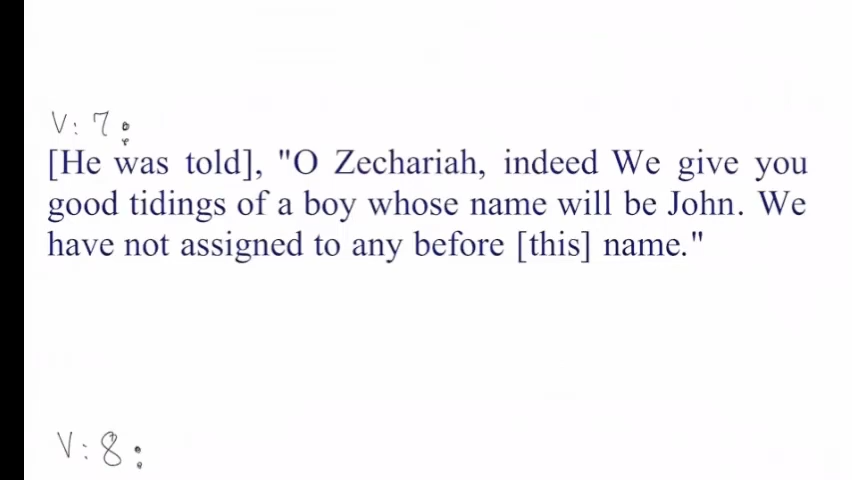 V: 7:
[He was told], "O Zechariah, indeed We give you
good tidings of a boy whose name will be John. We
have not assigned to any before [this] name."
V: 8: